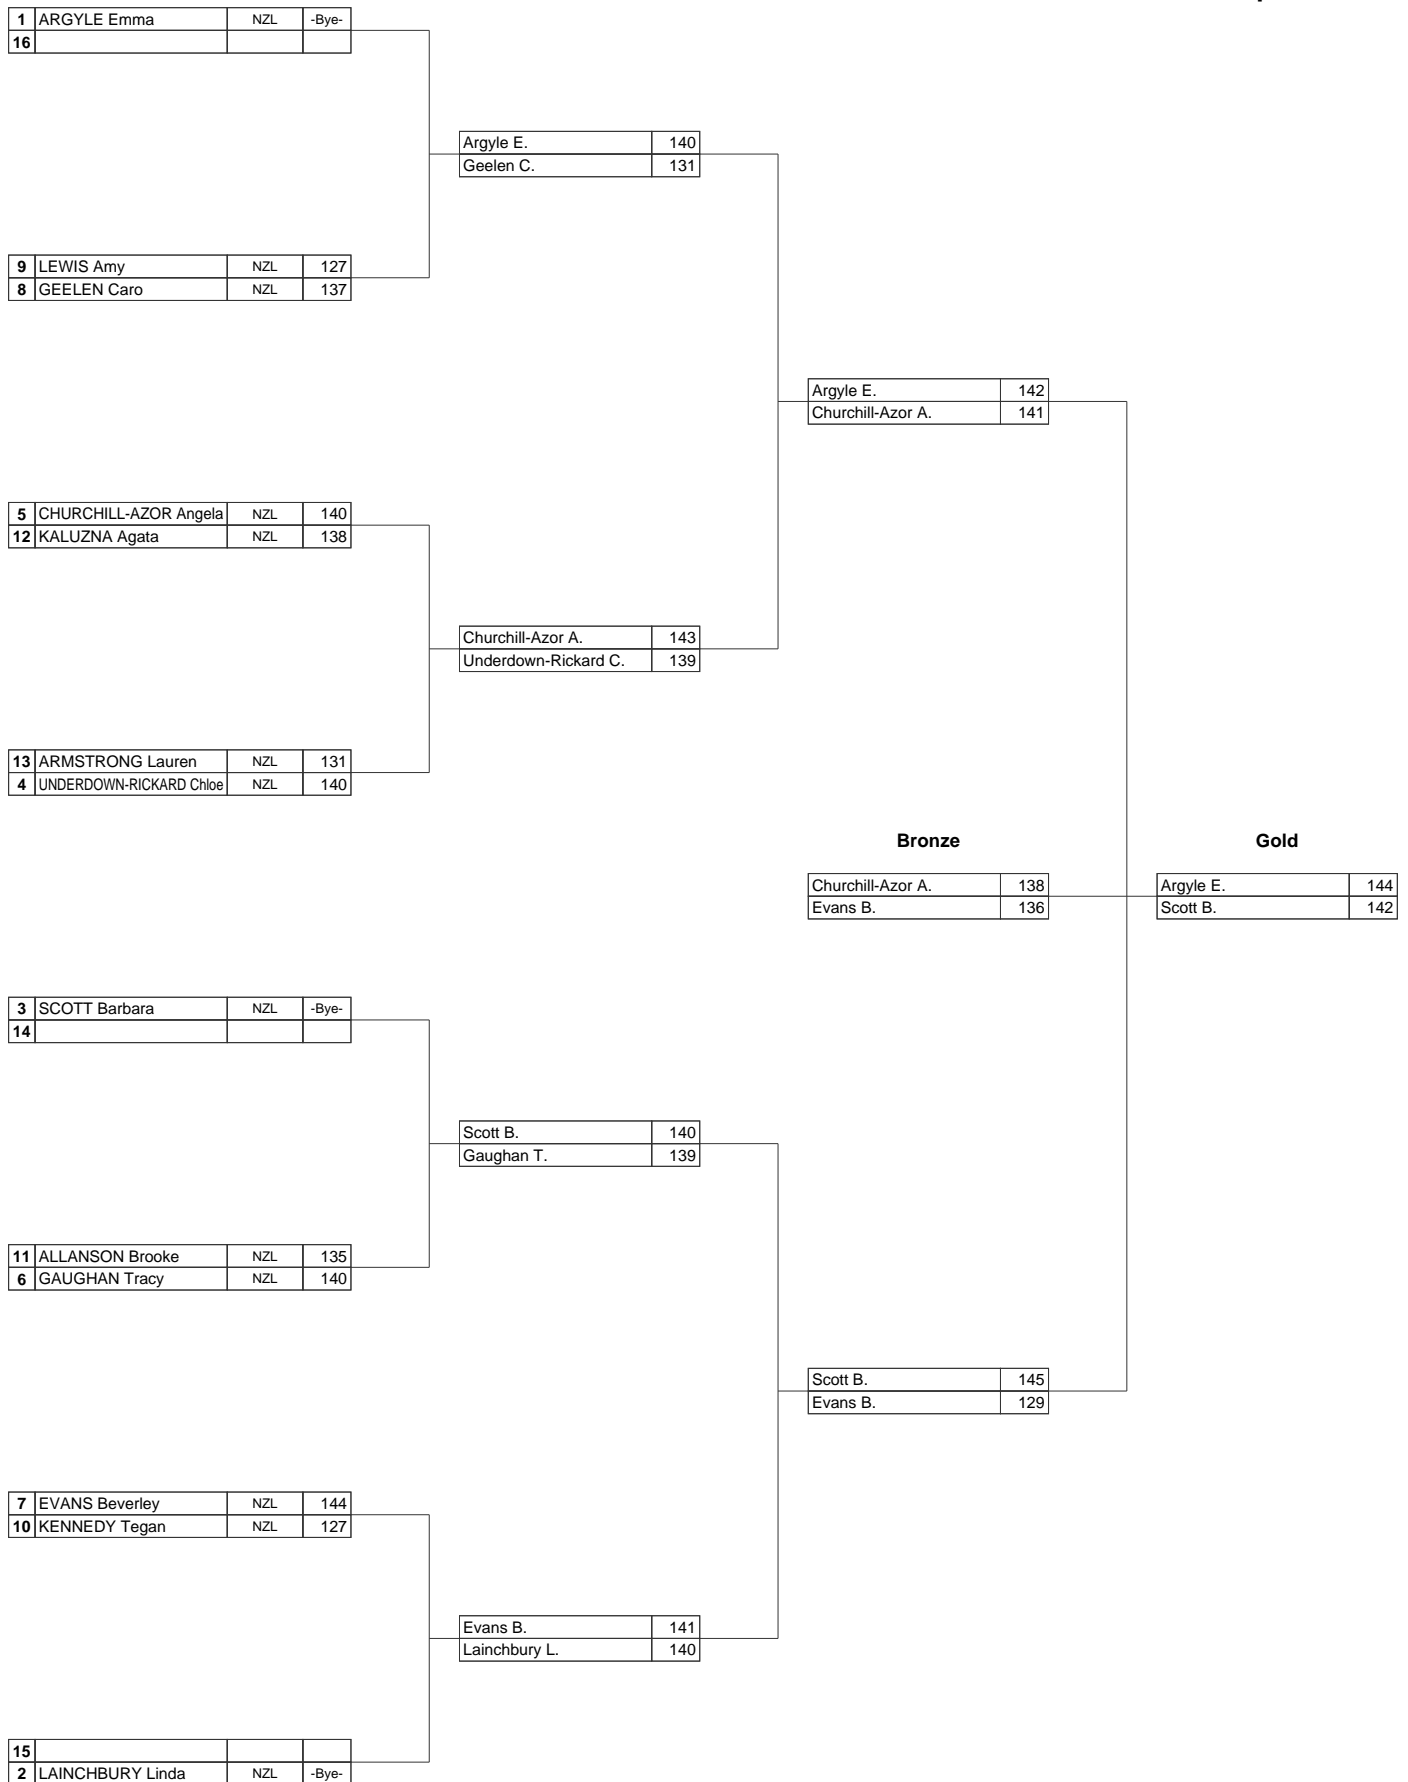 1 ARGYLE Emma NZL -Bye-
16
Argyle E. 140
Geelen C. 131
9 LEWIS Amy NZL 127
8 GEELEN Caro NZL 137
Argyle E. 142
Churchill-Azor A. 141
5 CHURCHILL-AZOR Angela NZL 140
12 KALUZNA Agata NZL 138
Churchill-Azor A. 143
Underdown-Rickard C. 139
13 ARMSTRONG Lauren NZL 131
4 UNDERDOWN-RICKARD Chloe NZL 140
Bronze Gold
Churchill-Azor A. 138 Argyle E. 144
Evans B. 136 Scott B. 142
3 SCOTT Barbara NZL -Bye-
14
Scott B. 140
Gaughan T. 139
11 ALLANSON Brooke NZL 135
6 GAUGHAN Tracy NZL 140
Scott B. 145
Evans B. 129
7 EVANS Beverley NZL 144
10 KENNEDY Tegan NZL 127
Evans B. 141
Lainchbury L. 140
15
2 LAINCHBURY Linda NZL -Bye-